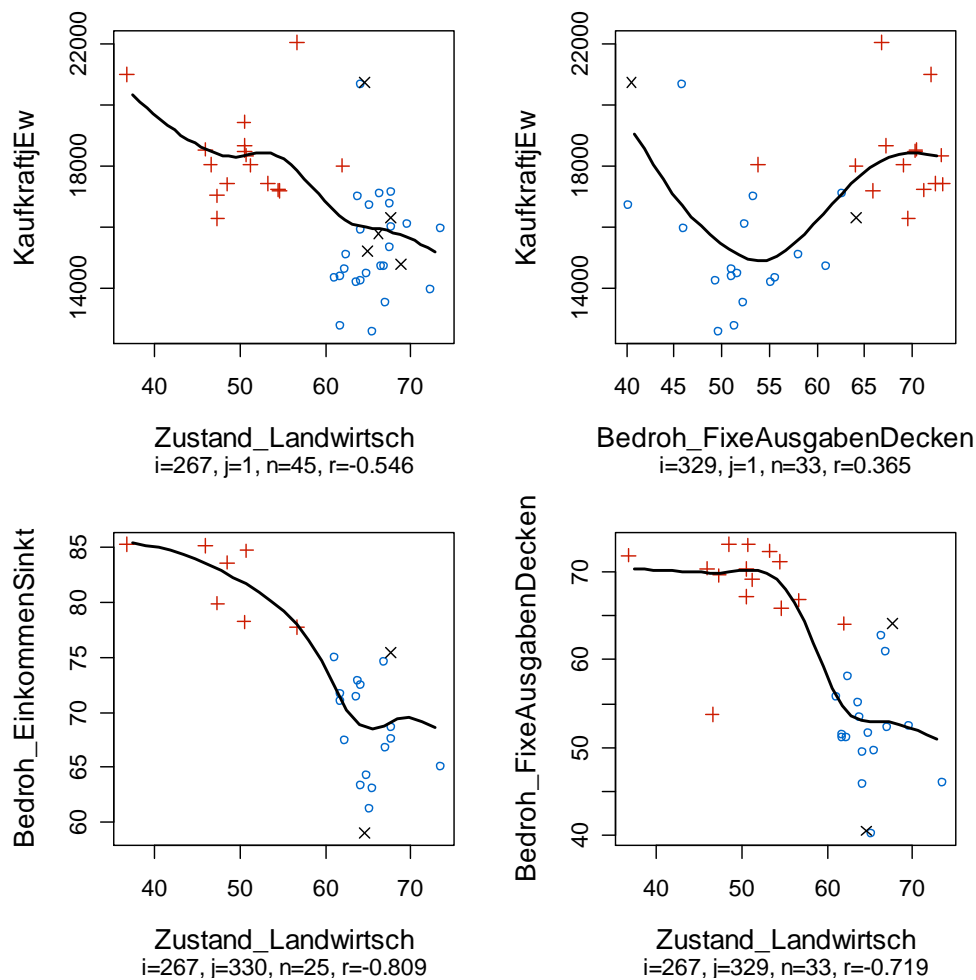 KaufkraftjEw
14000
18000
22000
40
50
60
70
Zustand_Landwirtsch
i=267, j=1, n=45, r=-0.546
KaufkraftjEw
14000
18000
22000
40
45
50
55
60
65
70
Bedroh_FixeAusgabenDecken
i=329, j=1, n=33, r=0.365
Bedroh_EinkommenSinkt
60
65
70
75
80
85
40
50
60
70
Zustand_Landwirtsch
i=267, j=330, n=25, r=-0.809
Bedroh_FixeAusgabenDecken
40
50
60
70
40
50
60
70
Zustand_Landwirtsch
i=267, j=329, n=33, r=-0.719